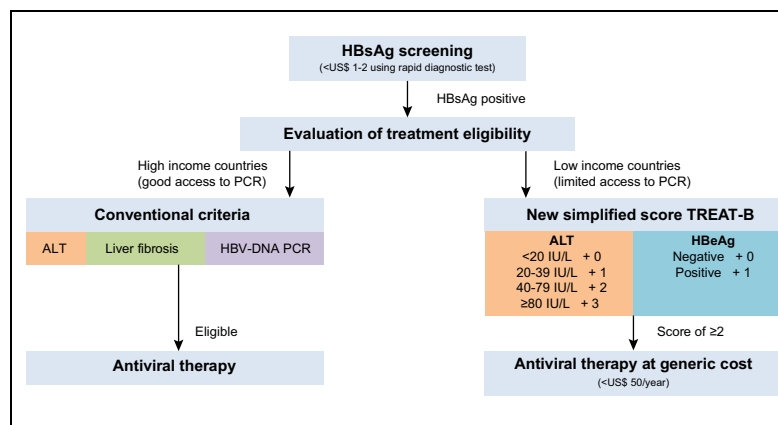 HBsAg screening
(<US$ 1-2 using rapid diagnostic test)
HBsAg positive
Evaluation of treatment eligibility
High income countries
(good access to PCR)
Low income countries
(limited access to PCR)
Conventional criteria
ALT Liver fibrosis HBV-DNA PCR
New simplified score TREAT-B
ALT
<20 IU/L + 0
20-39 IU/L + 1
40-79 IU/L + 2
≥80 IU/L + 3
HBeAg
Negative + 0
Positive + 1
Eligible
Score of ≥2
Antiviral therapy
Antiviral therapy at generic cost
(<US$ 50/year)